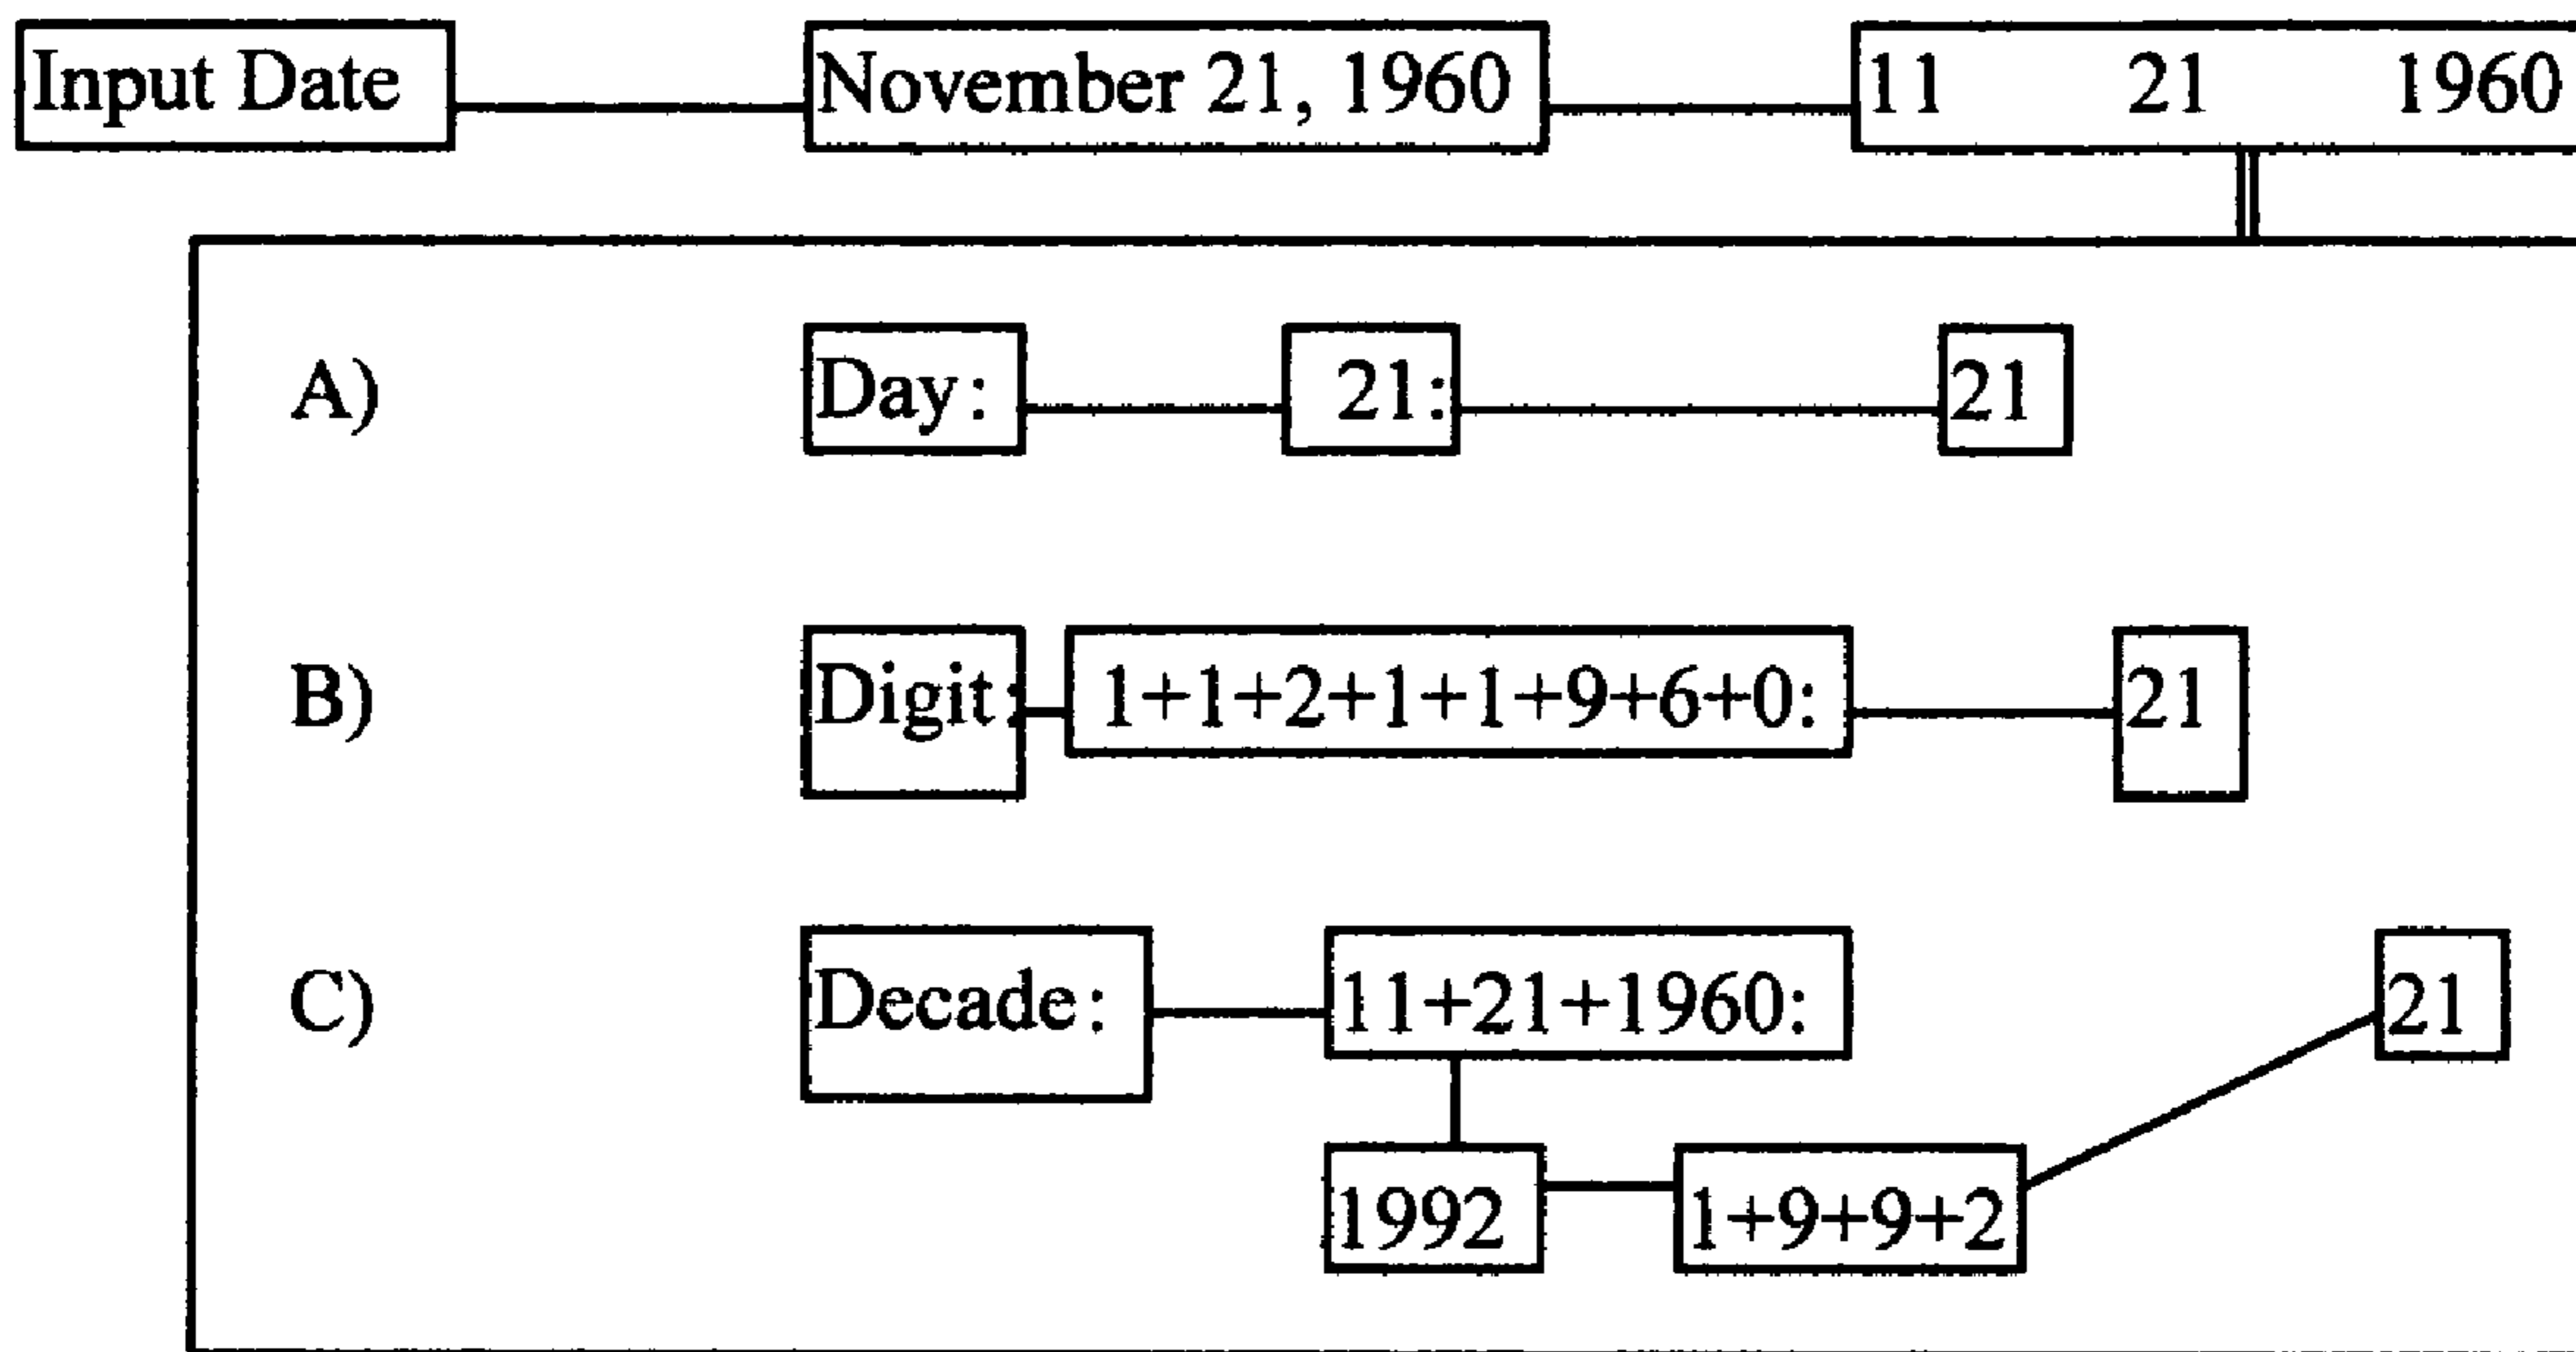 Input Date November 21, 1960 11 21 1960
A) Day: 21: 21
B) Digit: 1+1+2+1+1+9+6+0: 21
C) Decade: 11+21+1960: 21
1992 1+9+9+2